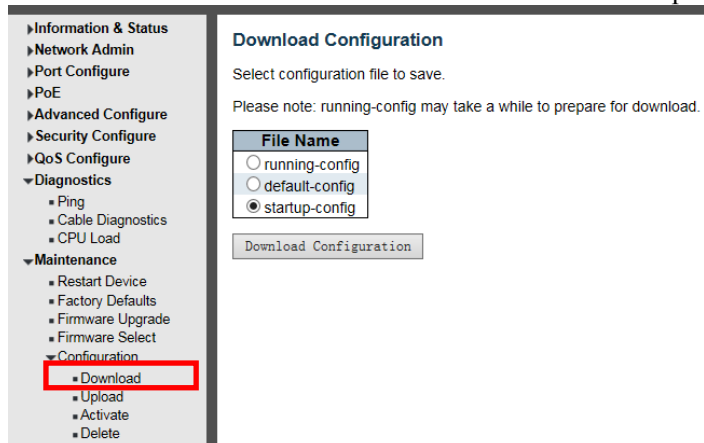 Information & Status
Network Admin
Port Configure
PoE
Advanced Configure
Security Configure
QoS Configure
Diagnostics
Ping
Cable Diagnostics
CPU Load
Maintenance
Restart Device
Factory Defaults
Firmware Upgrade
Firmware Select
Configuration
Download
Upload
Activate
Delete
Download Configuration
Select configuration file to save.
Please note: running-config may take a while to prepare for download.
File Name
running-config
default-config
startup-config
Download Configuration